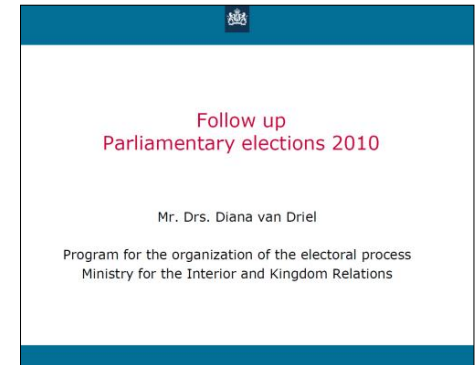 Follow up
Parliamentary elections 2010
Mr. Drs. Diana van Driel
Program for the organization of the electoral process
Ministry for the Interior and Kingdom Relations